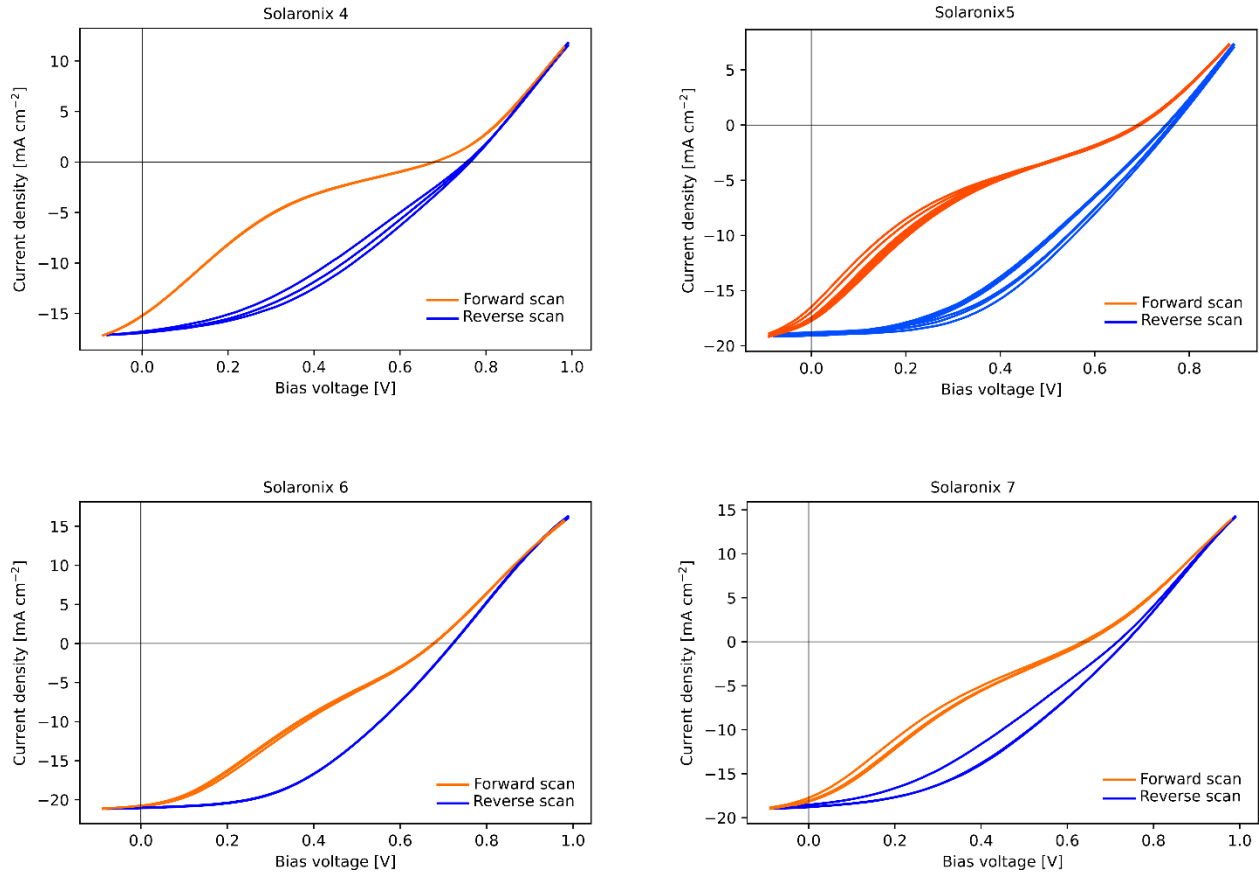 Solaronix 4
10
5
0
−5
−10
−15
Current density [mA cm⁻²]
Forward scan
Reverse scan
0.0 0.2 0.4 0.6 0.8 1.0
Bias voltage [V]
Solaronix5
5
0
−5
−10
−15
−20
Current density [mA cm⁻²]
Forward scan
Reverse scan
0.0 0.2 0.4 0.6 0.8
Bias voltage [V]
Solaronix 6
15
10
5
0
−5
−10
−15
−20
Current density [mA cm⁻²]
Forward scan
Reverse scan
0.0 0.2 0.4 0.6 0.8 1.0
Bias voltage [V]
Solaronix 7
15
10
5
0
−5
−10
−15
−20
Current density [mA cm⁻²]
Forward scan
Reverse scan
0.0 0.2 0.4 0.6 0.8 1.0
Bias voltage [V]